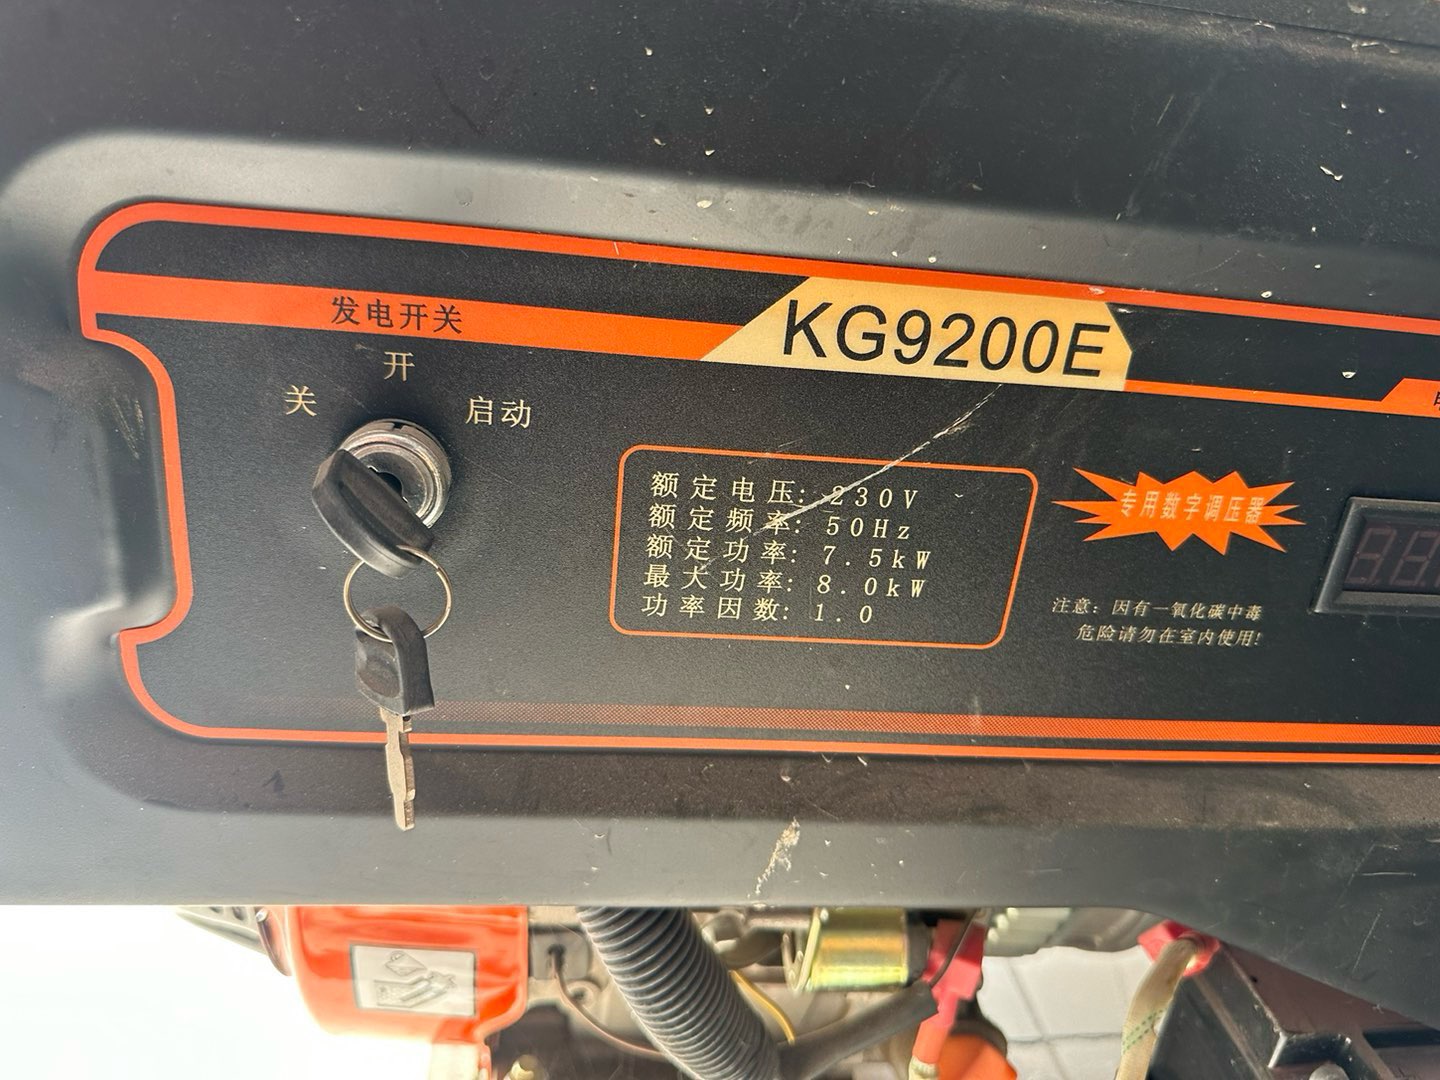 发电开关
KG9200E
开
关
启动
额定电压: 230V
额定频率: 50Hz
额定功率: 7.5kW
最大功率: 8.0kW
功率因数: 1.0
专用数字调压器
注意: 因有一氧化碳中毒
危险请勿在室内使用!